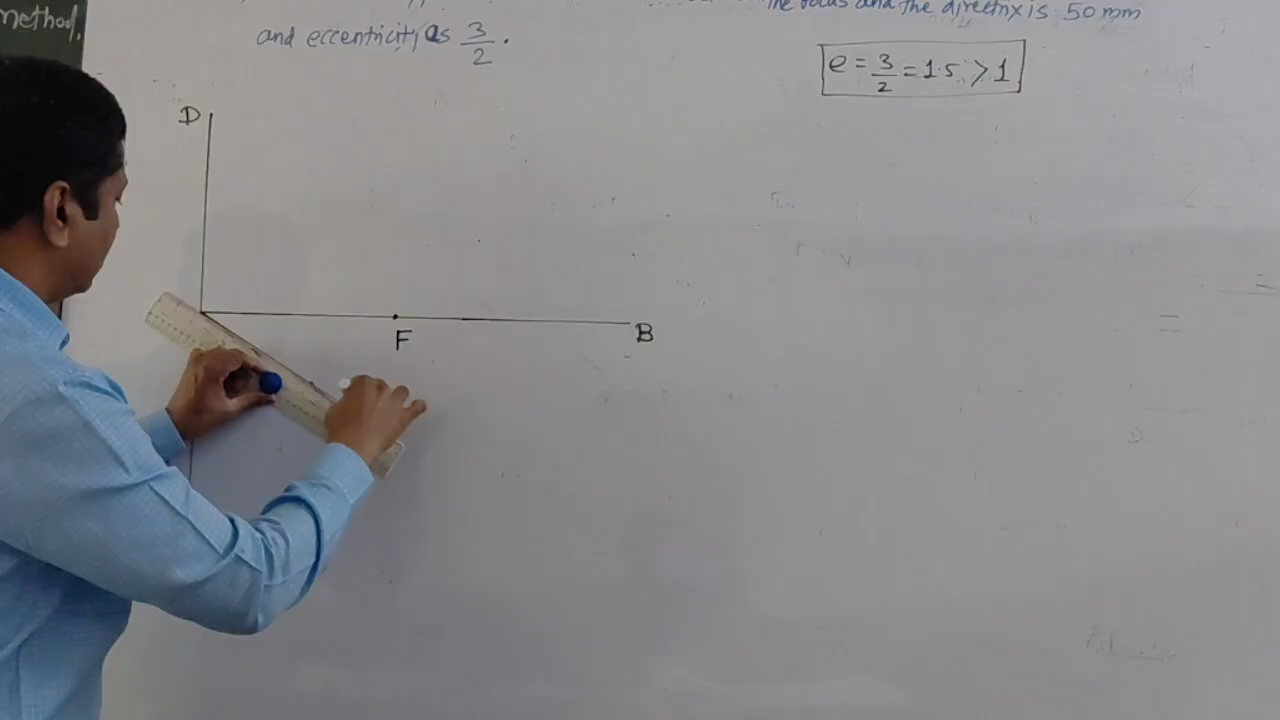 Method.
the focus and the directrix is 50 mm
and eccentricity as 3/2.
e = 3/2 = 1.5 > 1
D
F
B